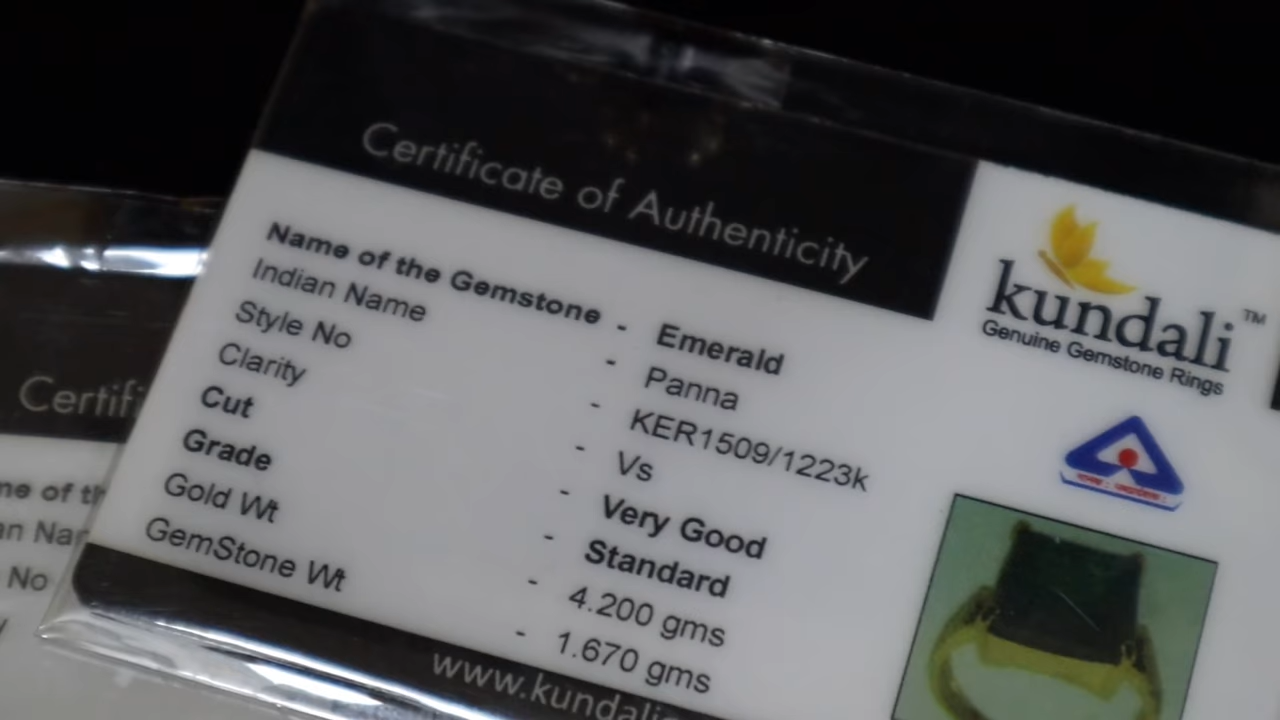 Certificate of Authenticity
Name of the Gemstone - Emerald
Indian Name - Panna
Style No - KER1509/1223k
Clarity - Vs
Cut - Very Good
Grade - Standard
Gold Wt - 4.200 gms
GemStone Wt - 1.670 gms
www.kundali
kundali™
Genuine Gemstone Rings
Certif
me of th
an Nar
No